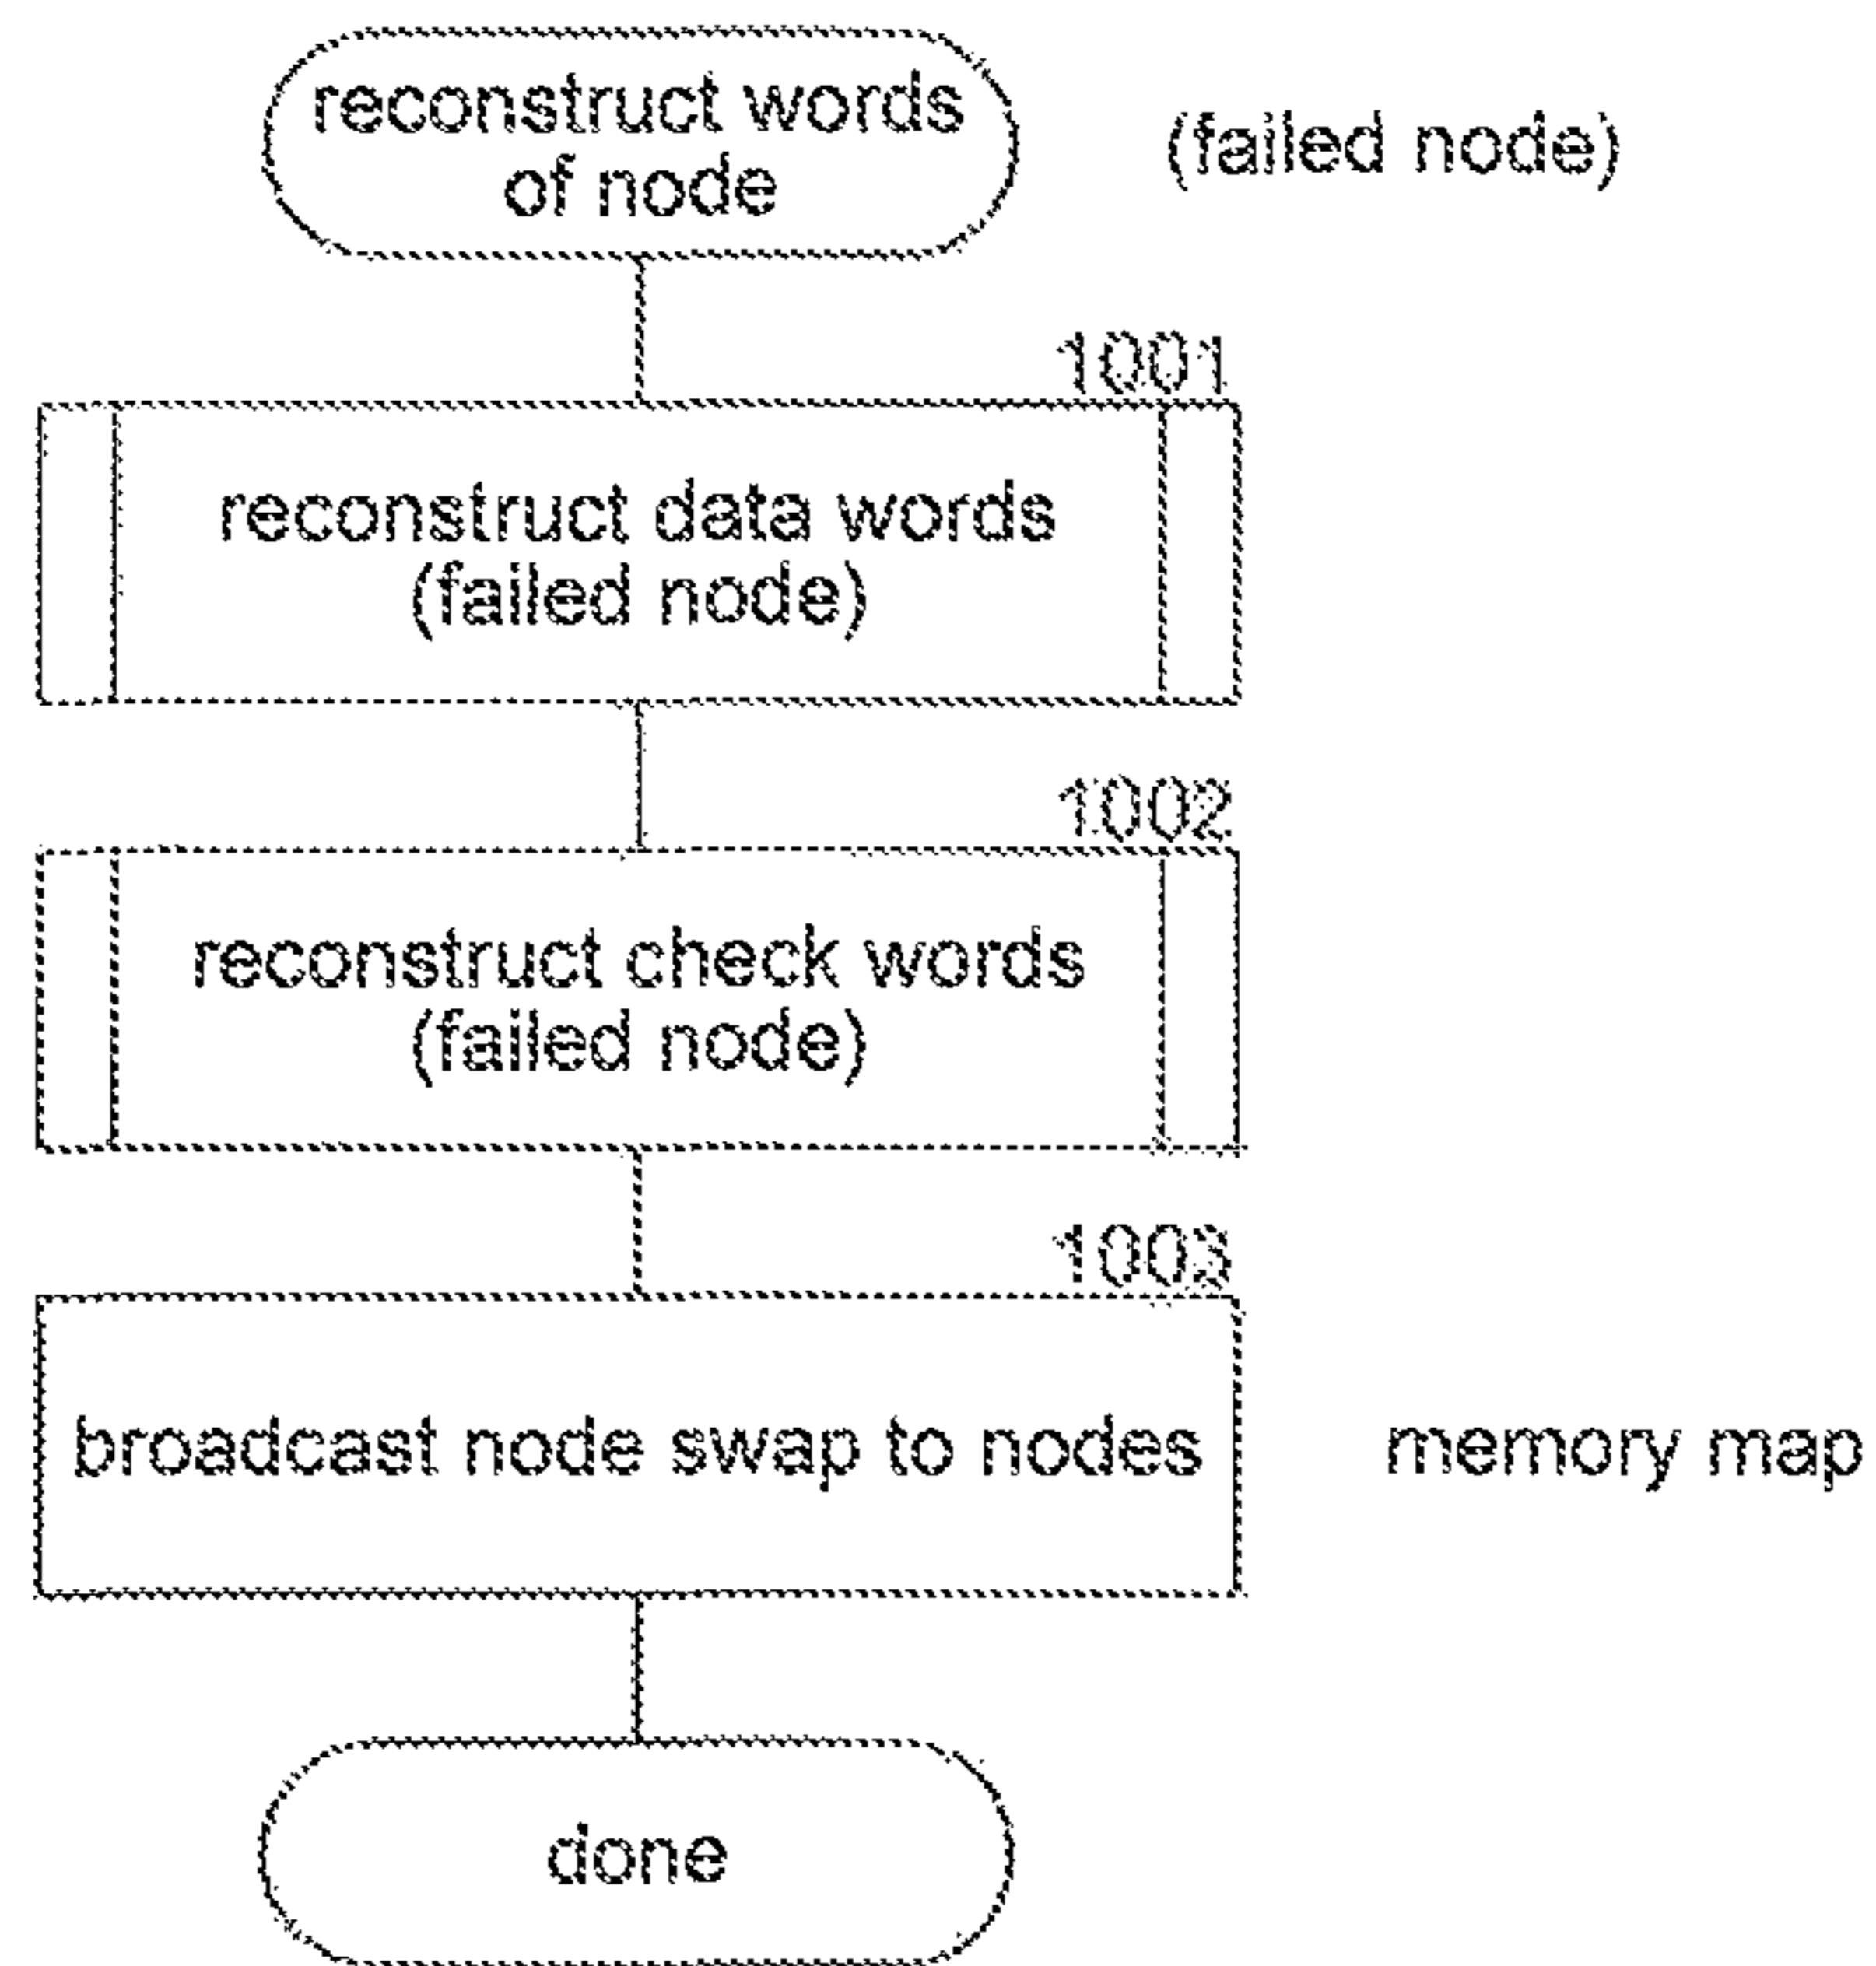 reconstruct words
of node
(failed node)
1001
reconstruct data words
(failed node)
1002
reconstruct check words
(failed node)
1003
broadcast node swap to nodes
memory map
done